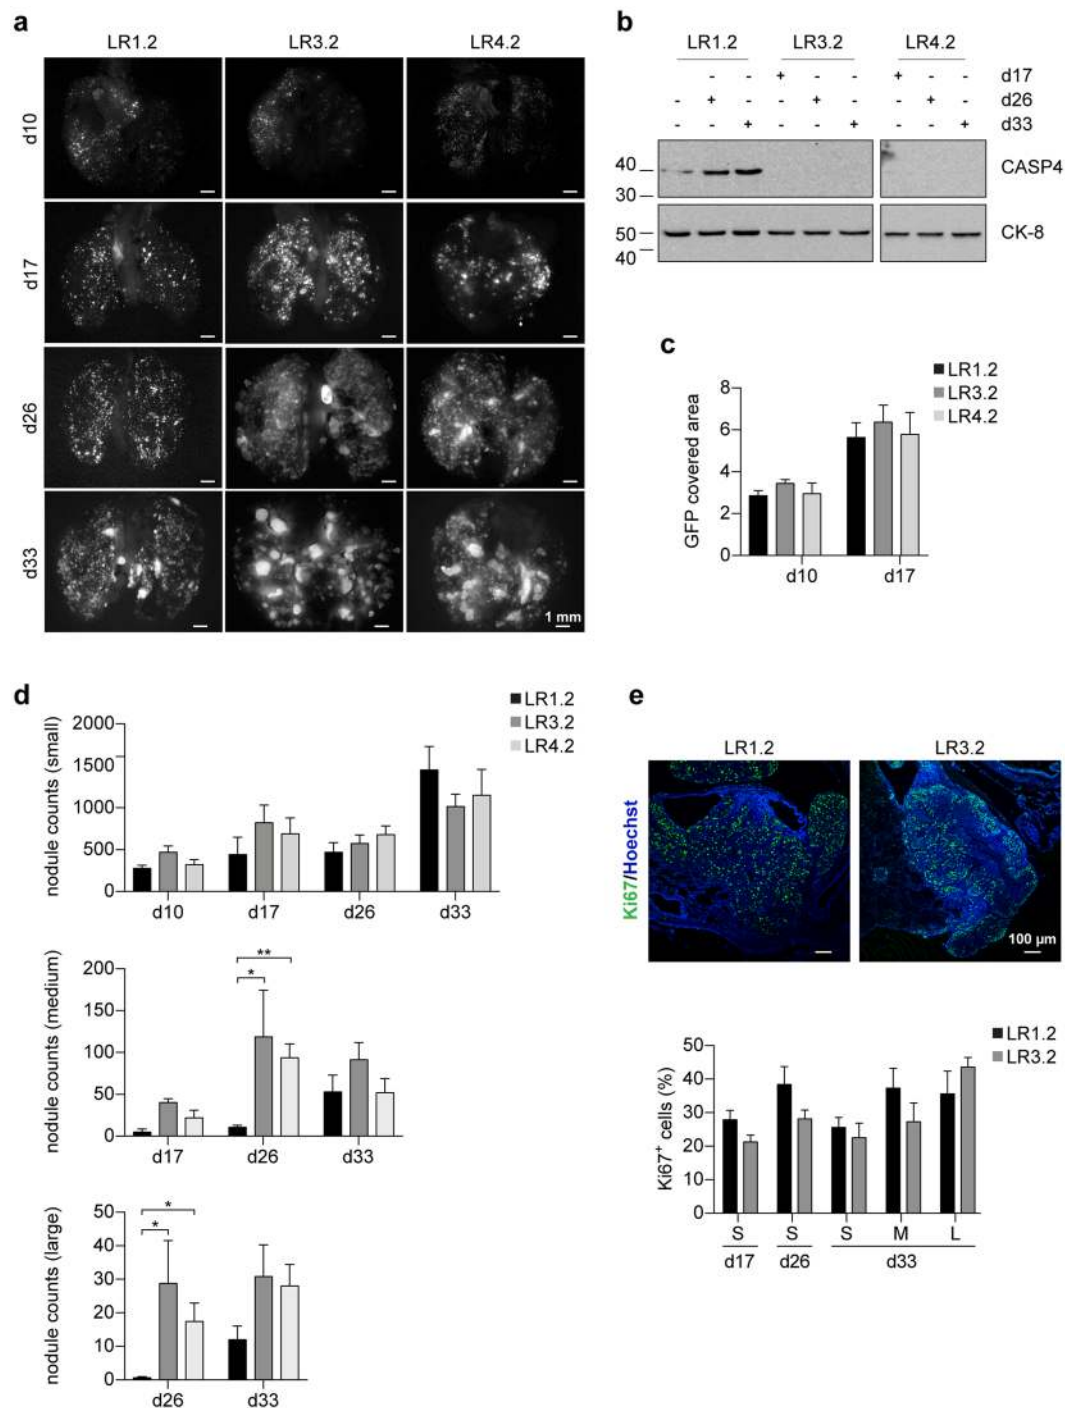 a
LR1.2 LR3.2 LR4.2
d10
d17
d26
d33
1 mm
b
LR1.2 LR3.2 LR4.2
- - + - - + - - d17
- + - - + - - + - d26
- - + - - + - - + d33
40
30
CASP4
50
40
CK-8
c
LR1.2
LR3.2
LR4.2
GFP covered area
8
6
4
2
0
d10 d17
d
LR1.2
LR3.2
LR4.2
nodule counts (small)
2000
1500
1000
500
0
d10 d17 d26 d33
nodule counts (medium)
200
150
100
50
0
**
*
d17 d26 d33
nodule counts (large)
50
40
30
20
10
0
*
*
d26 d33
e
LR1.2 LR3.2
Ki67/Hoechst
100 µm
LR1.2
LR3.2
Ki67+ cells (%)
50
40
30
20
10
0
S S S M L
d17 d26 d33